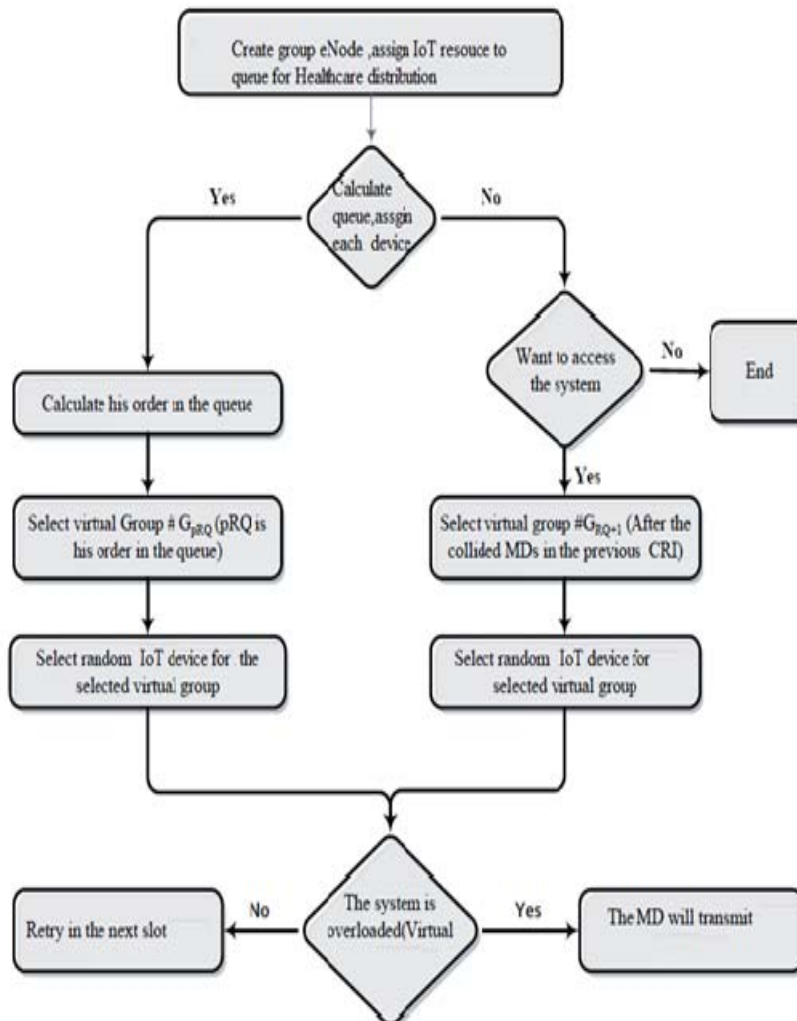 Create group eNode ,assign IoT resouce to
queue for Healthcare distribution
Calculate
queue,assgin
each device
Yes
No
Want to access
the system
No
End
Calculate his order in the queue
Yes
Select virtual Group # GpRQ (pRQ is
his order in the queue)
Select virtual group #GRQ+1 (After the
collided MDs in the previous CRI)
Select random IoT device for . the
selected virtual group
Select random IoT device for
selected virtual group
The system is
overloaded(Virtual
No
Yes
Retry in the next slot
The MD will transmit